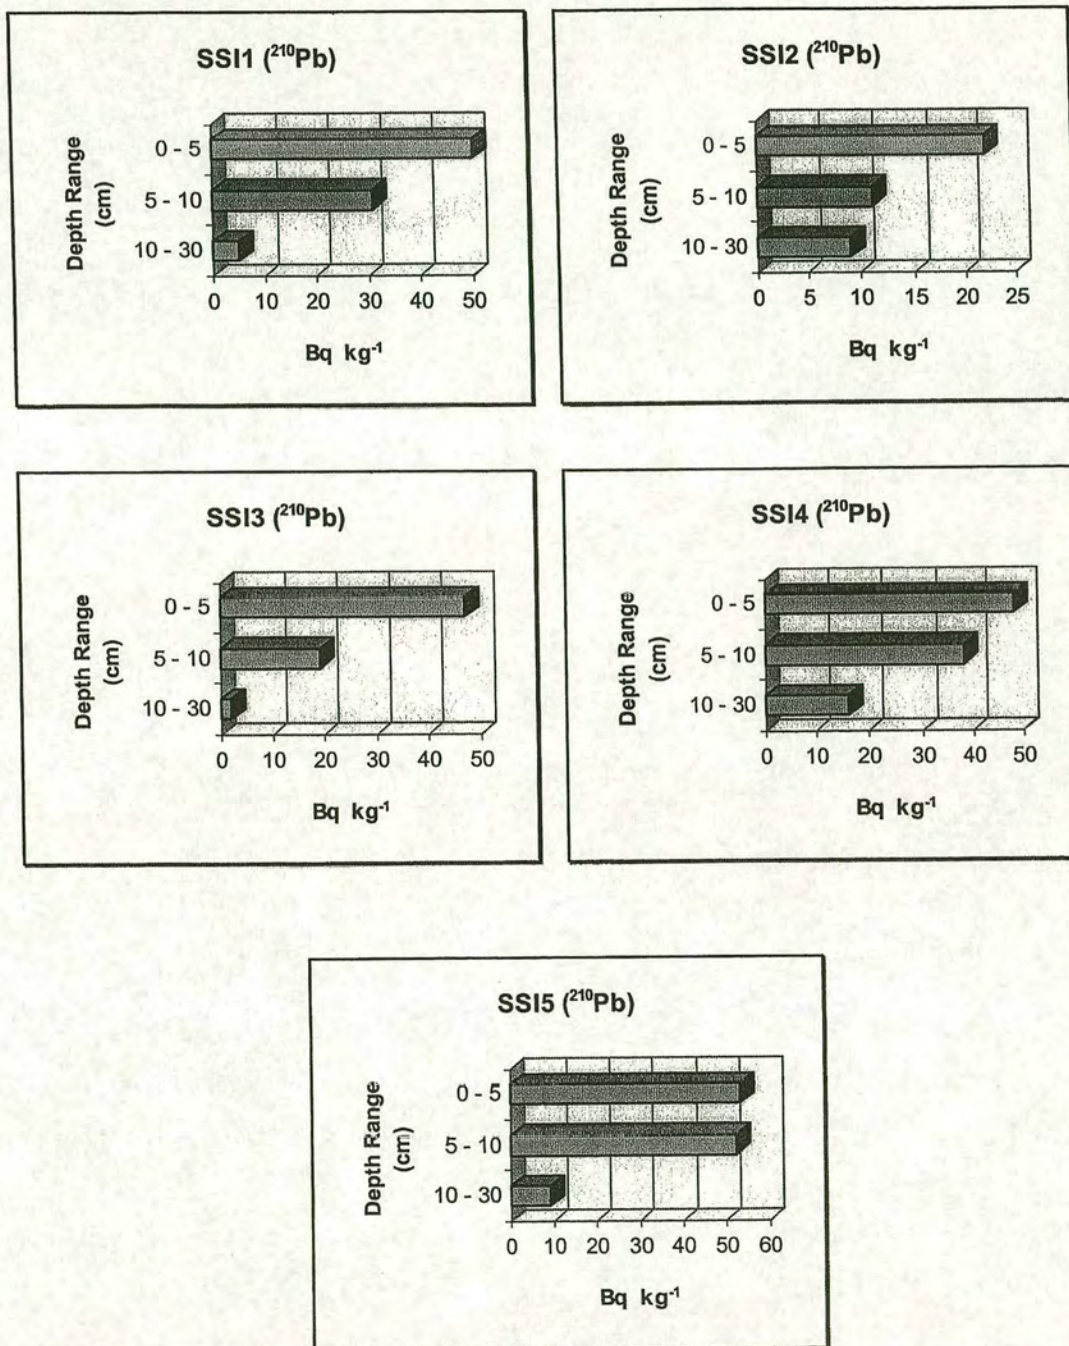 SSI1 (²¹⁰Pb)
Depth Range
(cm)
0 - 5
5 - 10
10 - 30
0 10 20 30 40 50
Bq kg⁻¹
SSI2 (²¹⁰Pb)
Depth Range
(cm)
0 - 5
5 - 10
10 - 30
0 5 10 15 20 25
Bq kg⁻¹
SSI3 (²¹⁰Pb)
Depth Range
(cm)
0 - 5
5 - 10
10 - 30
0 10 20 30 40 50
Bq kg⁻¹
SSI4 (²¹⁰Pb)
Depth Range
(cm)
0 - 5
5 - 10
10 - 30
0 10 20 30 40 50
Bq kg⁻¹
SSI5 (²¹⁰Pb)
Depth Range
(cm)
0 - 5
5 - 10
10 - 30
0 10 20 30 40 50 60
Bq kg⁻¹